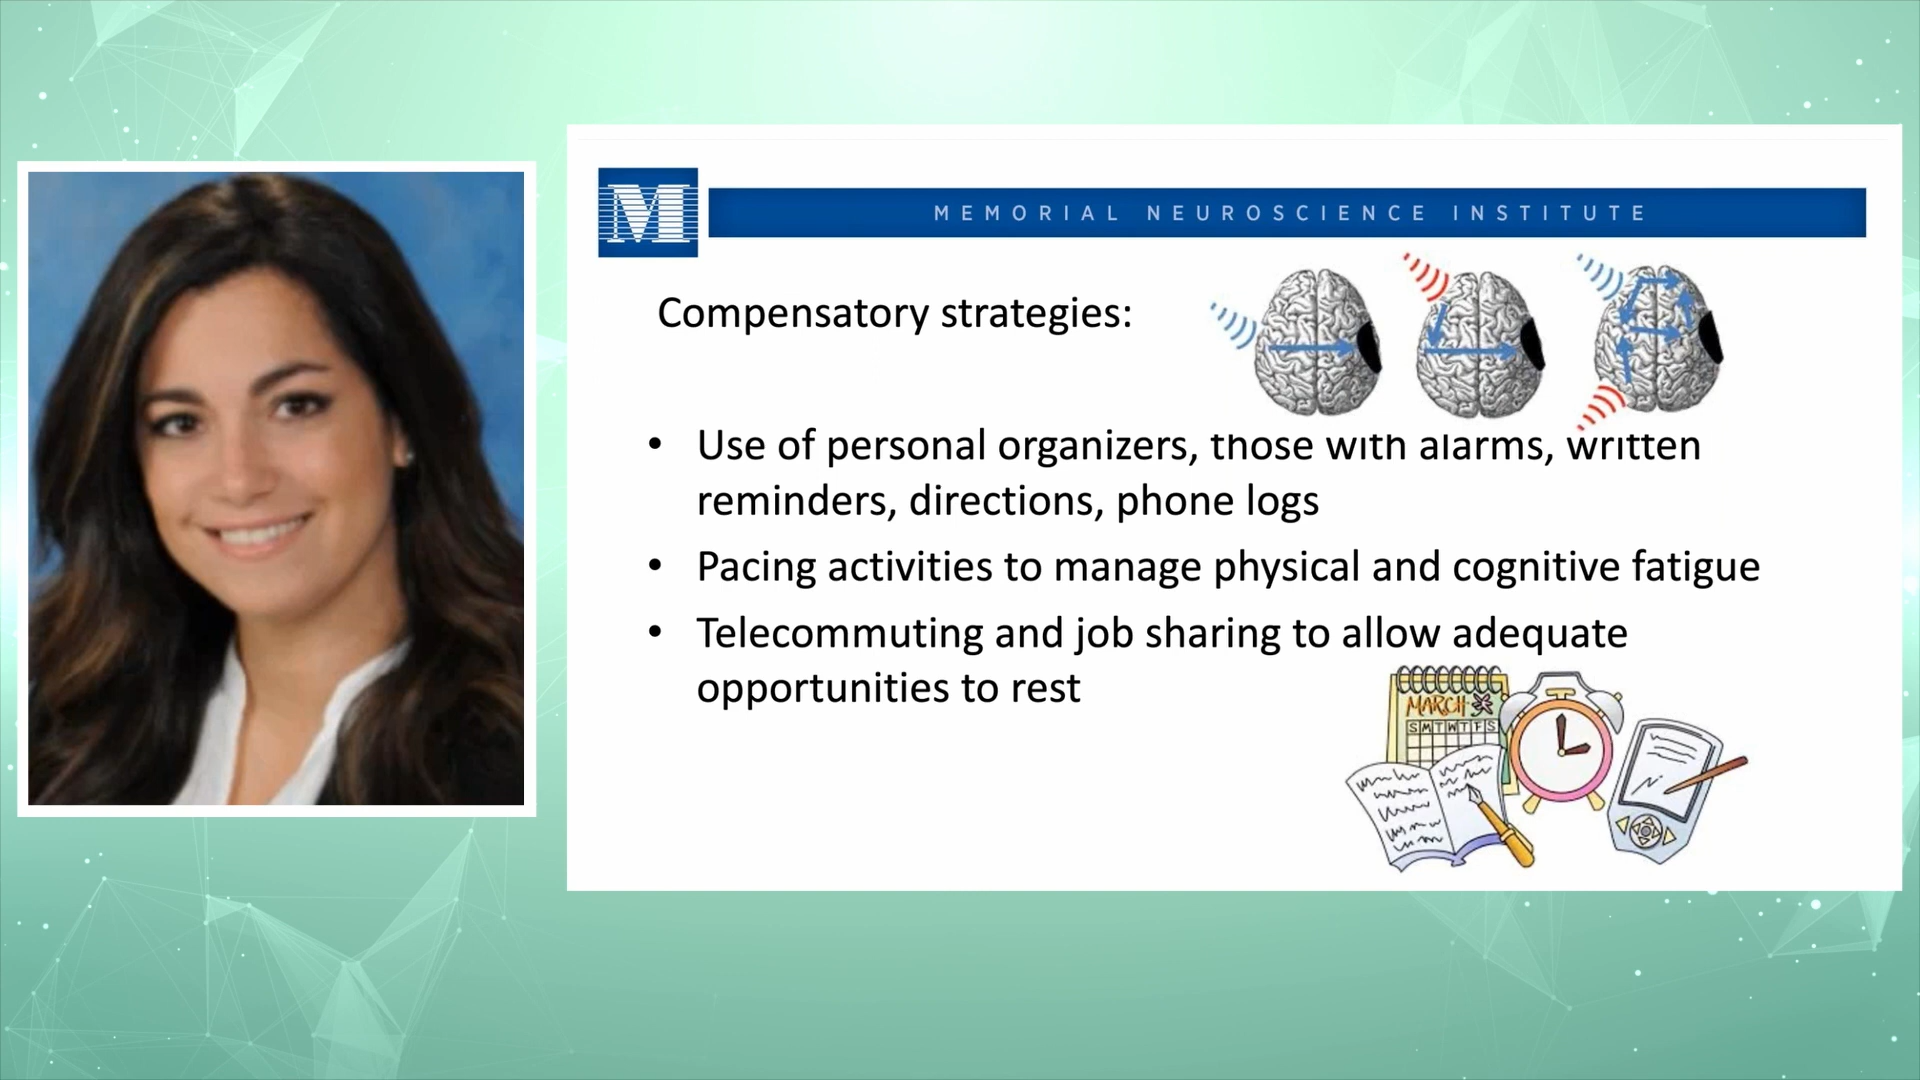 M
MEMORIAL NEUROSCIENCE INSTITUTE
Compensatory strategies:
• Use of personal organizers, those with alarms, written
reminders, directions, phone logs
• Pacing activities to manage physical and cognitive fatigue
• Telecommuting and job sharing to allow adequate
opportunities to rest
MARCH
S M T W T F S